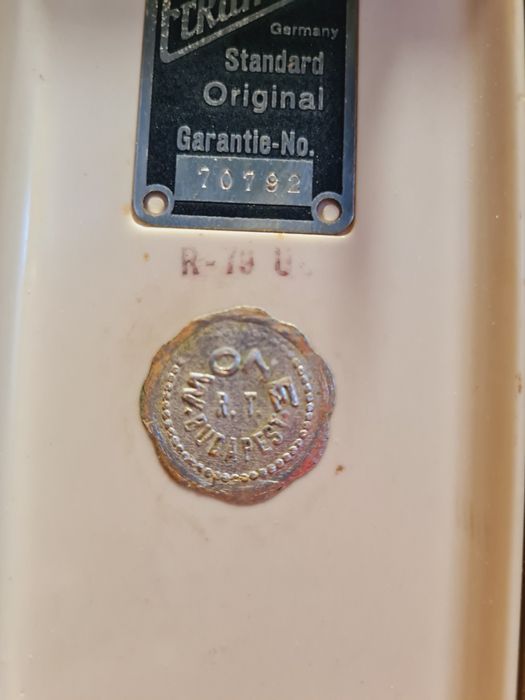 Germany
Standard
Original
Garantie-No.
70792
R-79 U
R.T.
BUDAPEST